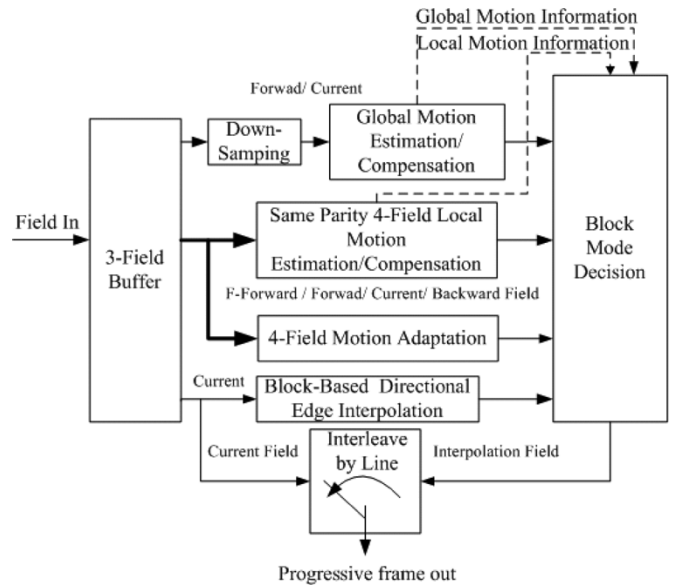 Global Motion Information
Local Motion Information
Forwad/ Current
Down-
Samping
Global Motion
Estimation/
Compensation
Field In
3-Field
Buffer
Same Parity 4-Field Local
Motion
Estimation/Compensation
Block
Mode
Decision
F-Forward / Forwad/ Current/ Backward Field
4-Field Motion Adaptation
Current
Block-Based Directional
Edge Interpolation
Current Field
Interleave
by Line
Interpolation Field
Progressive frame out